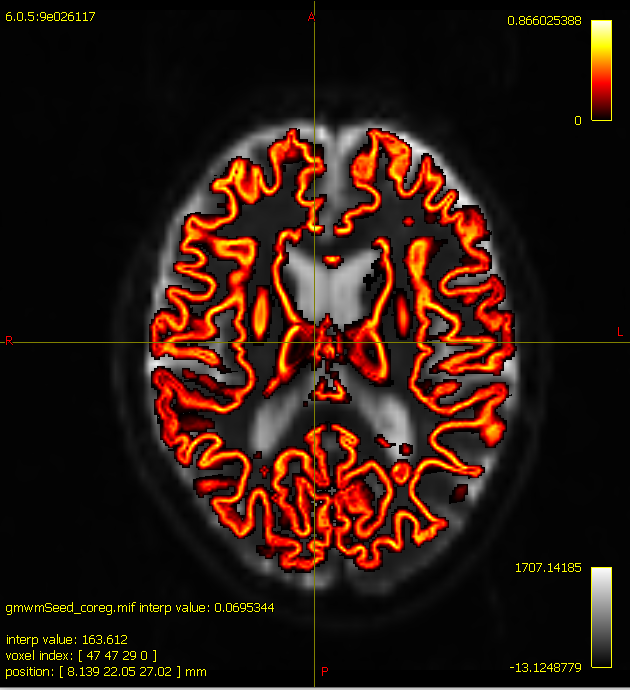 6.0.5:9e026117
A
0.866025388
0
R
L
1707.14185
gmwmSeed_coreg.mif interp value: 0.0695344
interp value: 163.612
voxel index: [ 47 47 29 0 ]
position: [ 8.139 22.05 27.02 ] mm
P
-13.1248779